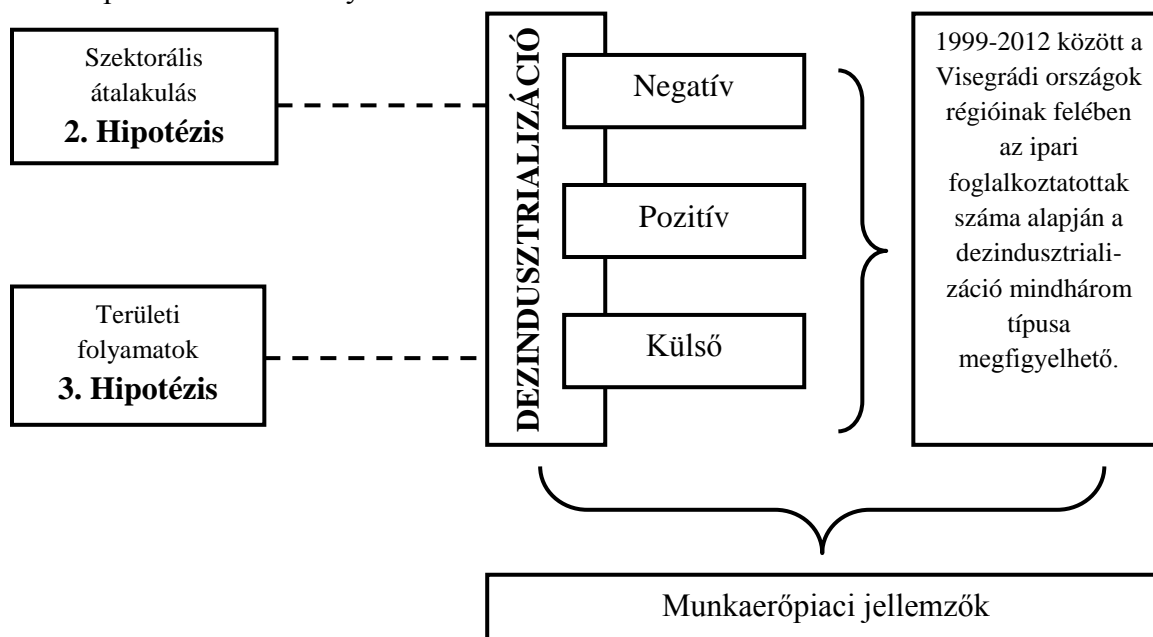 Szektorális
átalakulás
2. Hipotézis
Területi
folyamatok
3. Hipotézis
DEZINDUSZTRIALIZÁCIÓ
Negatív
Pozitív
Külső
1999-2012 között a
Visegrádi országok
régióinak felében
az ipari
foglalkoztatottak
száma alapján a
dezindusztriali-
záció mindhárom
típusa
megfigyelhető.
Munkaerőpiaci jellemzők